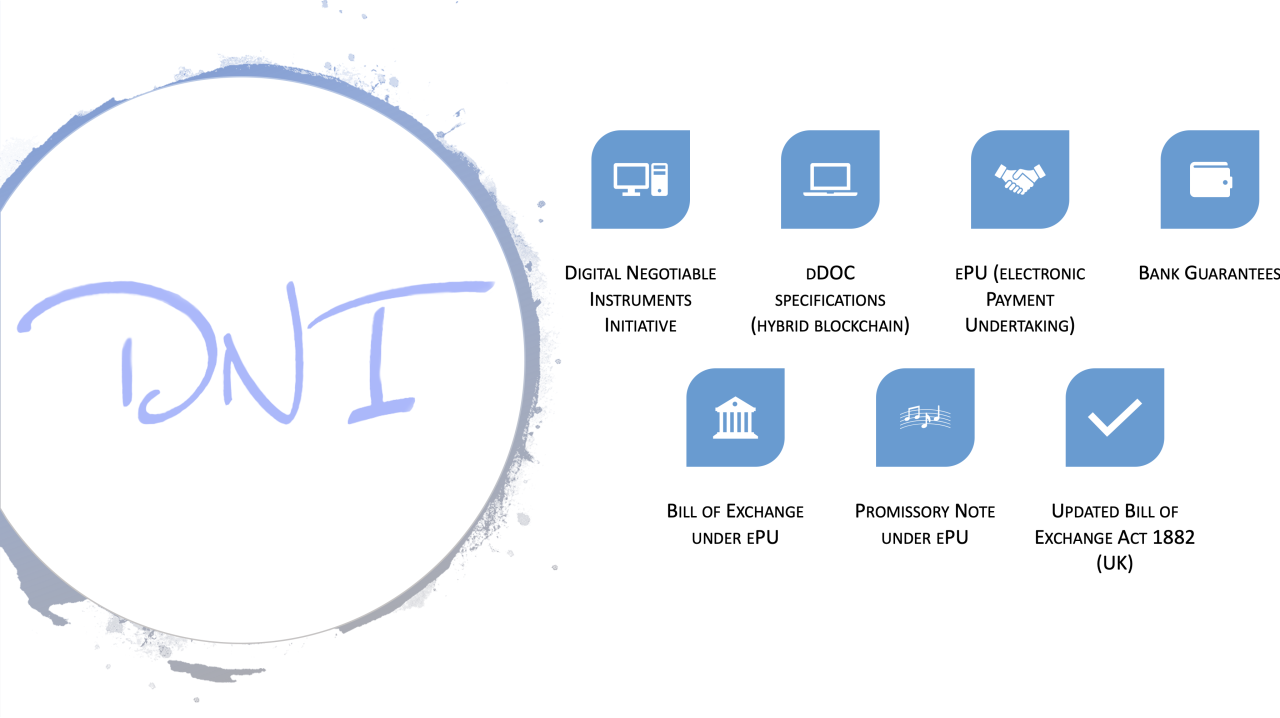 DNI
Digital Negotiable
Instruments
Initiative
dDOC
specifications
(hybrid blockchain)
ePU (electronic
Payment
Undertaking)
Bank Guarantees
Bill of Exchange
under ePU
Promissory Note
under ePU
Updated Bill of
Exchange Act 1882
(UK)